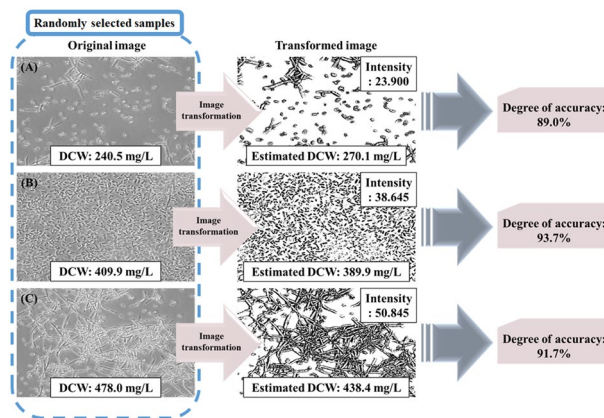 Randomly selected samples
Original image
Transformed image
(A)
Intensity
: 23.900
Image
transformation
DCW: 240.5 mg/L
Estimated DCW: 270.1 mg/L
Degree of accuracy:
89.0%
(B)
Intensity
: 38.645
Image
transformation
DCW: 409.9 mg/L
Estimated DCW: 389.9 mg/L
Degree of accuracy:
93.7%
(C)
Intensity
: 50.845
Image
transformation
DCW: 478.0 mg/L
Estimated DCW: 438.4 mg/L
Degree of accuracy:
91.7%